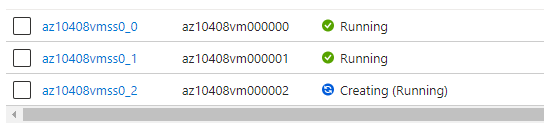 az10408vmss0_0 az10408vm000000 Running
az10408vmss0_1 az10408vm000001 Running
az10408vmss0_2 az10408vm000002 Creating (Running)